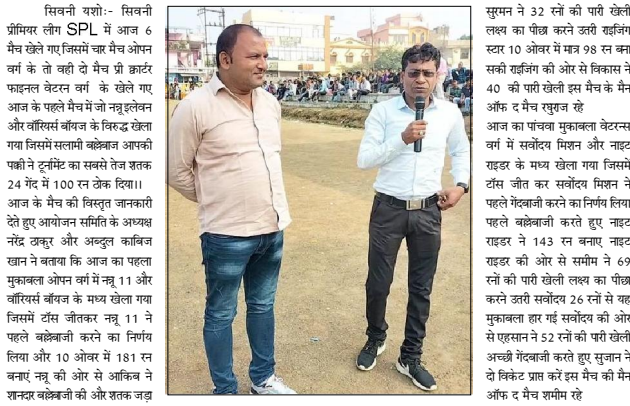 सिवनी यशोः- सिवनी
प्रीमियर लीग SPL में आज 6
मैच खेले गए जिसमें चार मैच ओपन
वर्ग के तो वही दो मैच प्री क्वार्टर
फाइनल वेटरन वर्ग के खेले गए
आज के पहले मैच में जो नन्नू इलेवन
और वॉरियर्स बॉयज के विरुद्ध खेला
गया जिसमें सलामी बाल्लेबाज आपकी
पक्की ने टूर्नामेंट का सबसे तेज शतक
24 गेंद में 100 रन ठोक दिया।।
आज के मैच की विस्तृत जानकारी
देते हुए आयोजन समिति के अध्यक्ष
नरेंद्र ठाकुर और अब्दुल काबिज
खान ने बताया कि आज का पहला
मुकाबला ओपन वर्ग में नन्नू 11 और
वॉरियर्स बॉयज के मध्य खेला गया
जिसमें टॉस जीतकर नन्नू 11 ने
पहले बल्लेबाजी करने का निर्णय
लिया और 10 ओवर में 181 रन
बनाएं नन्नू की ओर से आकिब ने
शानदार बाल्लेबाजी की और शतक जड़ा
सुरमन ने 32 रनों की पारी खेली
लक्ष्य का पीछा करने उतरी राइजिंग
स्टार 10 ओवर में मात्र 98 रन बना
सकी राइजिंग की ओर से विकास ने
40 की पारी खेली इस मैच के मैन
ऑफ द मैच रघुराज रहे
आज का पांचवा मुकाबला वेटरन्स
वर्ग में सर्वोदय मिशन और नाइट
राइडर के मध्य खेला गया जिसमें
टॉस जीत कर सर्वोदय मिशन ने
पहले गेंदबाजी करने का निर्णय लिया
पहले बल्लेबाजी करते हुए नाइट
राइडर ने 143 रन बनाए नाइट
राइडर की ओर से समीम ने 69
रनों की पारी खेली लक्ष्य का पीछा
करने उतरी सर्वोदय 26 रनों से यह
मुकाबला हार गई सर्वोदय की ओर
से एहसान ने 52 रनों की पारी खेली
अच्छी गेंदबाजी करते हुए सुजान ने
दो विकेट प्राप्त करें इस मैच की मैन
ऑफ द मैच शमीम रहे